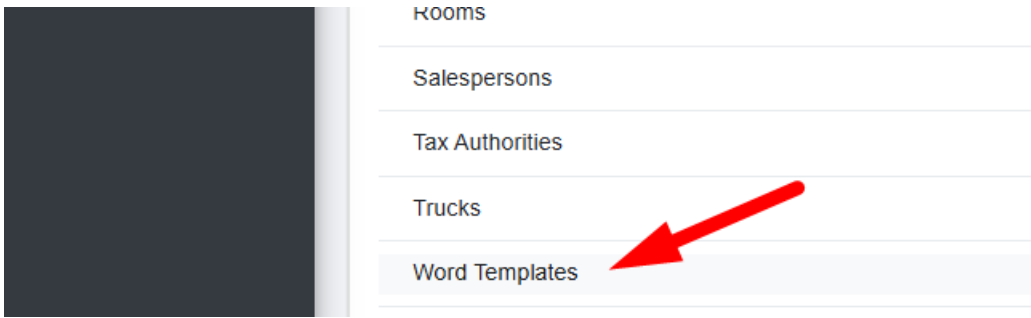 Rooms
Salespersons
Tax Authorities
Trucks
Word Templates